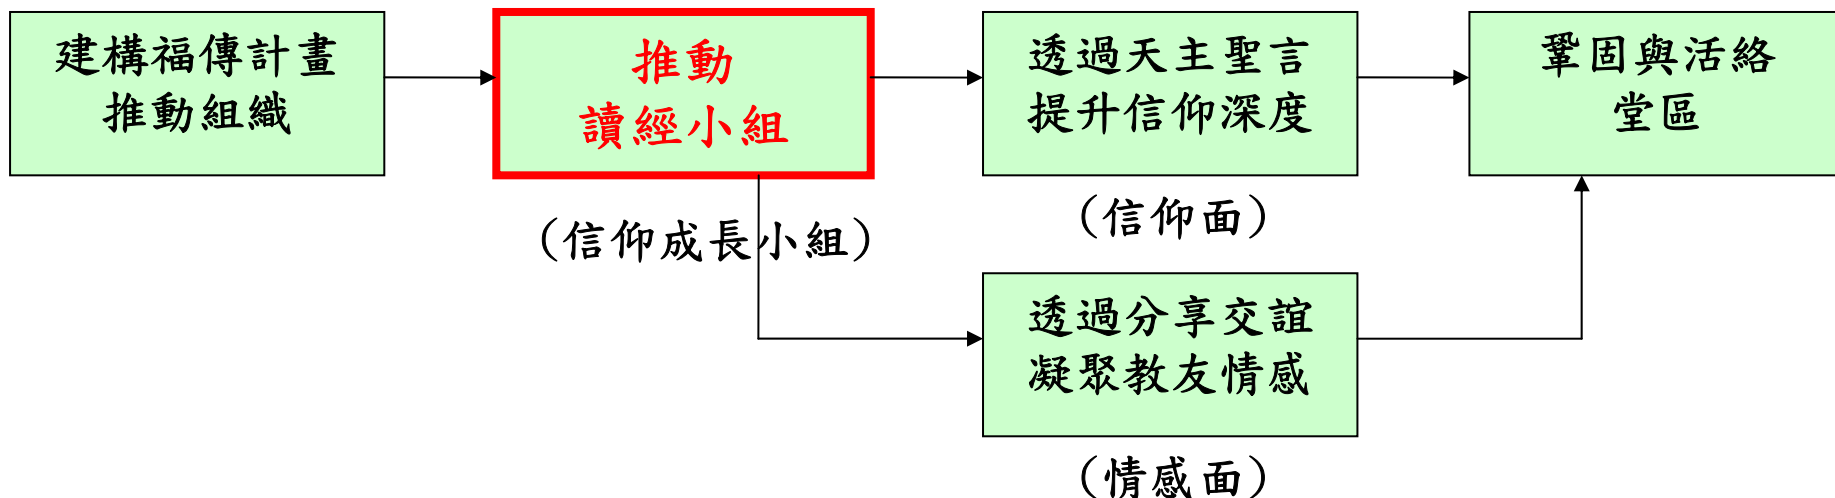 建構福傳計畫
推動組織
推動
讀經小組
（信仰成長小組）
透過天主聖言
提升信仰深度
（信仰面）
鞏固與活絡
堂區
透過分享交誼
凝聚教友情感
（情感面）